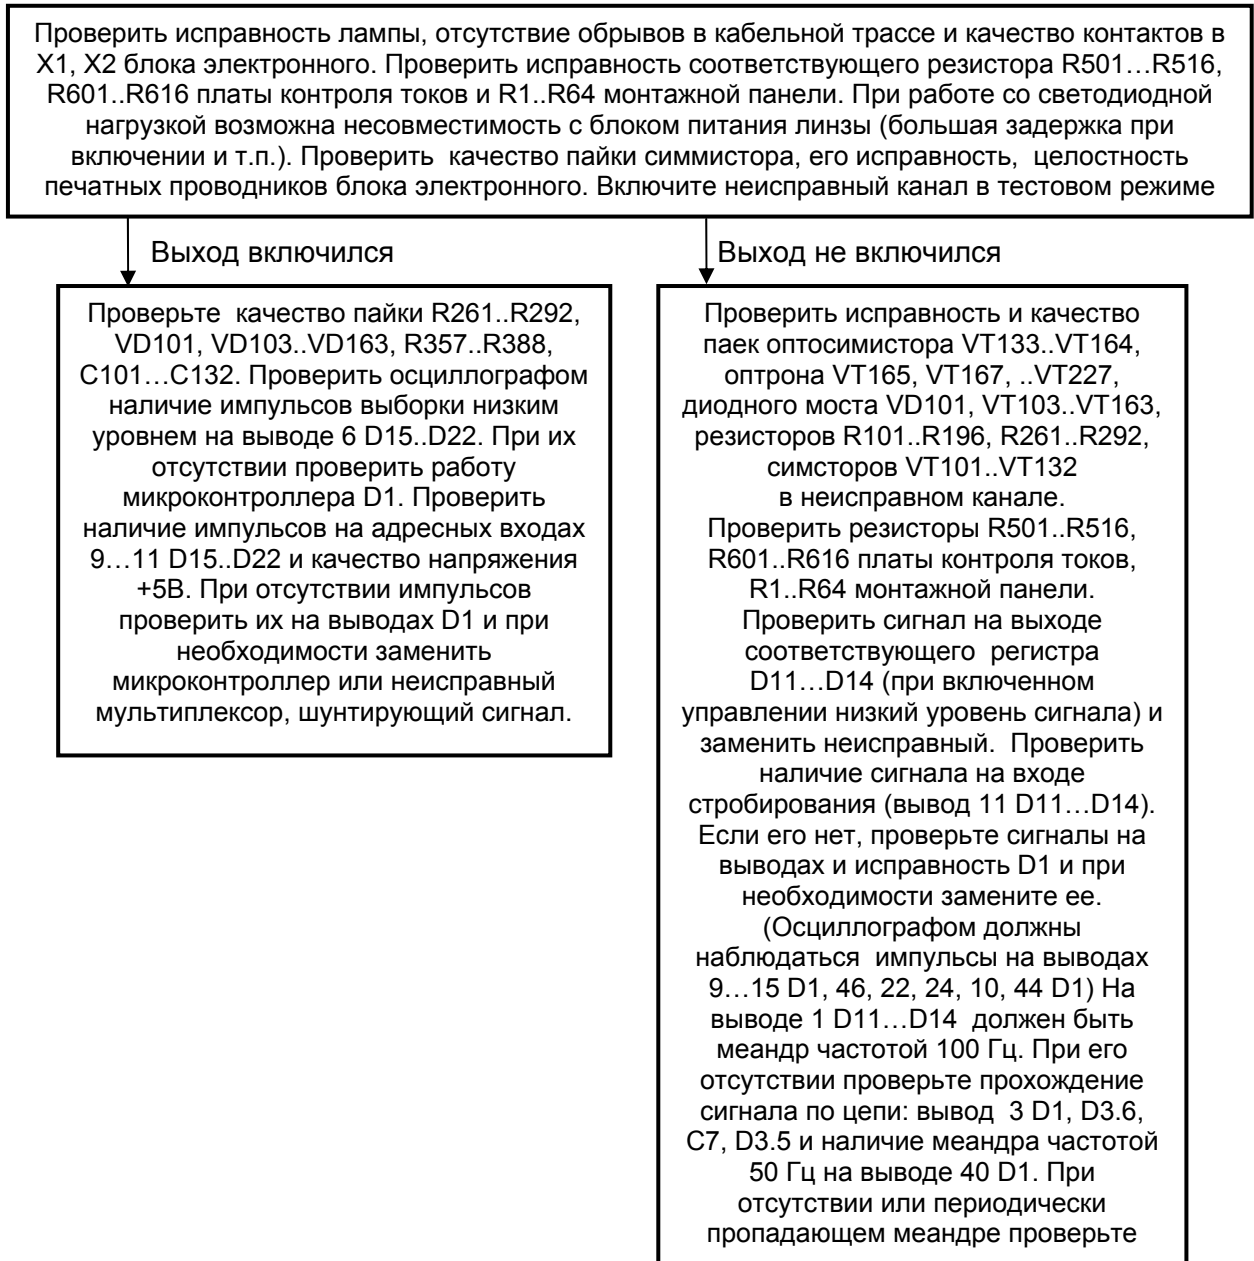 Проверить исправность лампы, отсутствие обрывов в кабельной трассе и качество контактов в
Х1, Х2 блока электронного. Проверить исправность соответствующего резистора R501…R516,
R601..R616 платы контроля токов и R1..R64 монтажной панели. При работе со светодиодной
нагрузкой возможна несовместимость с блоком питания линзы (большая задержка при
включении и т.п.). Проверить качество пайки симмистора, его исправность, целостность
печатных проводников блока электронного. Включите неисправный канал в тестовом режиме
Выход включился
Выход не включился
Проверьте качество пайки R261..R292,
VD101, VD103..VD163, R357..R388,
C101…C132. Проверить осциллографом
наличие импульсов выборки низким
уровнем на выводе 6 D15..D22. При их
отсутствии проверить работу
микроконтроллера D1. Проверить
наличие импульсов на адресных входах
9…11 D15..D22 и качество напряжения
+5В. При отсутствии импульсов
проверить их на выводах D1 и при
необходимости заменить
микроконтроллер или неисправный
мультиплексор, шунтирующий сигнал.
Проверить исправность и качество
паек оптосимистора VT133..VT164,
оптрона VT165, VT167, ..VT227,
диодного моста VD101, VT103..VT163,
резисторов R101..R196, R261..R292,
симсторов VT101..VT132
в неисправном канале.
Проверить резисторы R501..R516,
R601..R616 платы контроля токов,
R1..R64 монтажной панели.
Проверить сигнал на выходе
соответствующего регистра
D11…D14 (при включенном
управлении низкий уровень сигнала) и
заменить неисправный. Проверить
наличие сигнала на входе
стробирования (вывод 11 D11…D14).
Если его нет, проверьте сигналы на
выводах и исправность D1 и при
необходимости замените ее.
(Осциллографом должны
наблюдаться импульсы на выводах
9…15 D1, 46, 22, 24, 10, 44 D1) На
выводе 1 D11…D14 должен быть
меандр частотой 100 Гц. При его
отсутствии проверьте прохождение
сигнала по цепи: вывод 3 D1, D3.6,
C7, D3.5 и наличие меандра частотой
50 Гц на выводе 40 D1. При
отсутствии или периодически
пропадающем меандре проверьте